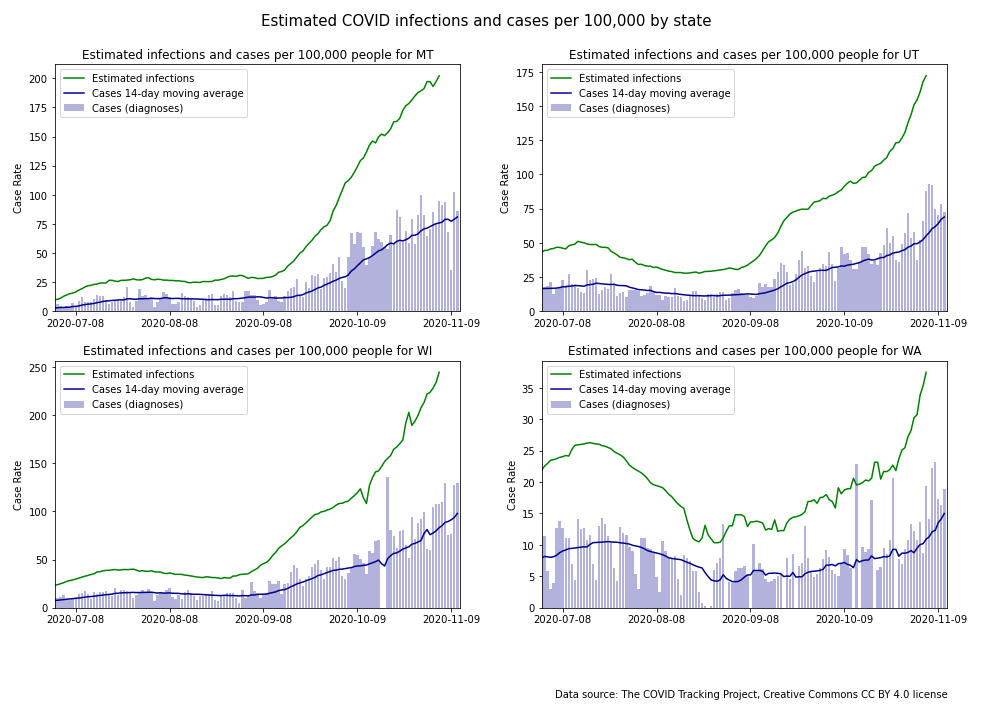 Estimated COVID infections and cases per 100,000 by state
Estimated infections and cases per 100,000 people for MT
Estimated infections
Cases 14-day moving average
Cases (diagnoses)
Case Rate
200
175
150
125
100
75
50
25
0
2020-07-08 2020-08-08 2020-09-08 2020-10-09 2020-11-09
Estimated infections and cases per 100,000 people for UT
Estimated infections
Cases 14-day moving average
Cases (diagnoses)
Case Rate
175
150
125
100
75
50
25
0
2020-07-08 2020-08-08 2020-09-08 2020-10-09 2020-11-09
Estimated infections and cases per 100,000 people for WI
Estimated infections
Cases 14-day moving average
Cases (diagnoses)
Case Rate
250
200
150
100
50
0
2020-07-08 2020-08-08 2020-09-08 2020-10-09 2020-11-09
Estimated infections and cases per 100,000 people for WA
Estimated infections
Cases 14-day moving average
Cases (diagnoses)
Case Rate
35
30
25
20
15
10
5
0
2020-07-08 2020-08-08 2020-09-08 2020-10-09 2020-11-09
Data source: The COVID Tracking Project, Creative Commons CC BY 4.0 license